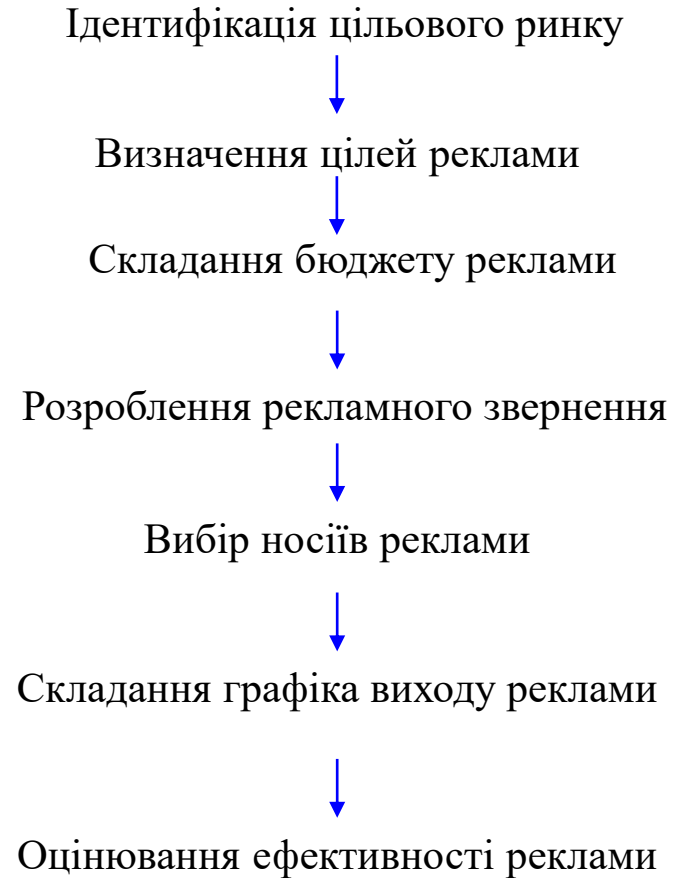 Ідентифікація цільового ринку
Визначення цілей реклами
Складання бюджету реклами
Розроблення рекламного звернення
Вибір носіїв реклами
Складання графіка виходу реклами
Оцінювання ефективності реклами